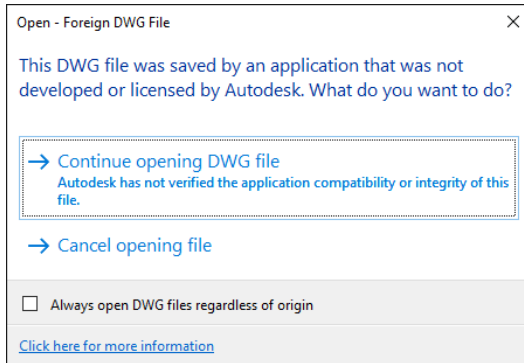 Open - Foreign DWG File
This DWG file was saved by an application that was not
developed or licensed by Autodesk. What do you want to do?
Continue opening DWG file
Autodesk has not verified the application compatibility or integrity of this
file.
Cancel opening file
Always open DWG files regardless of origin
Click here for more information